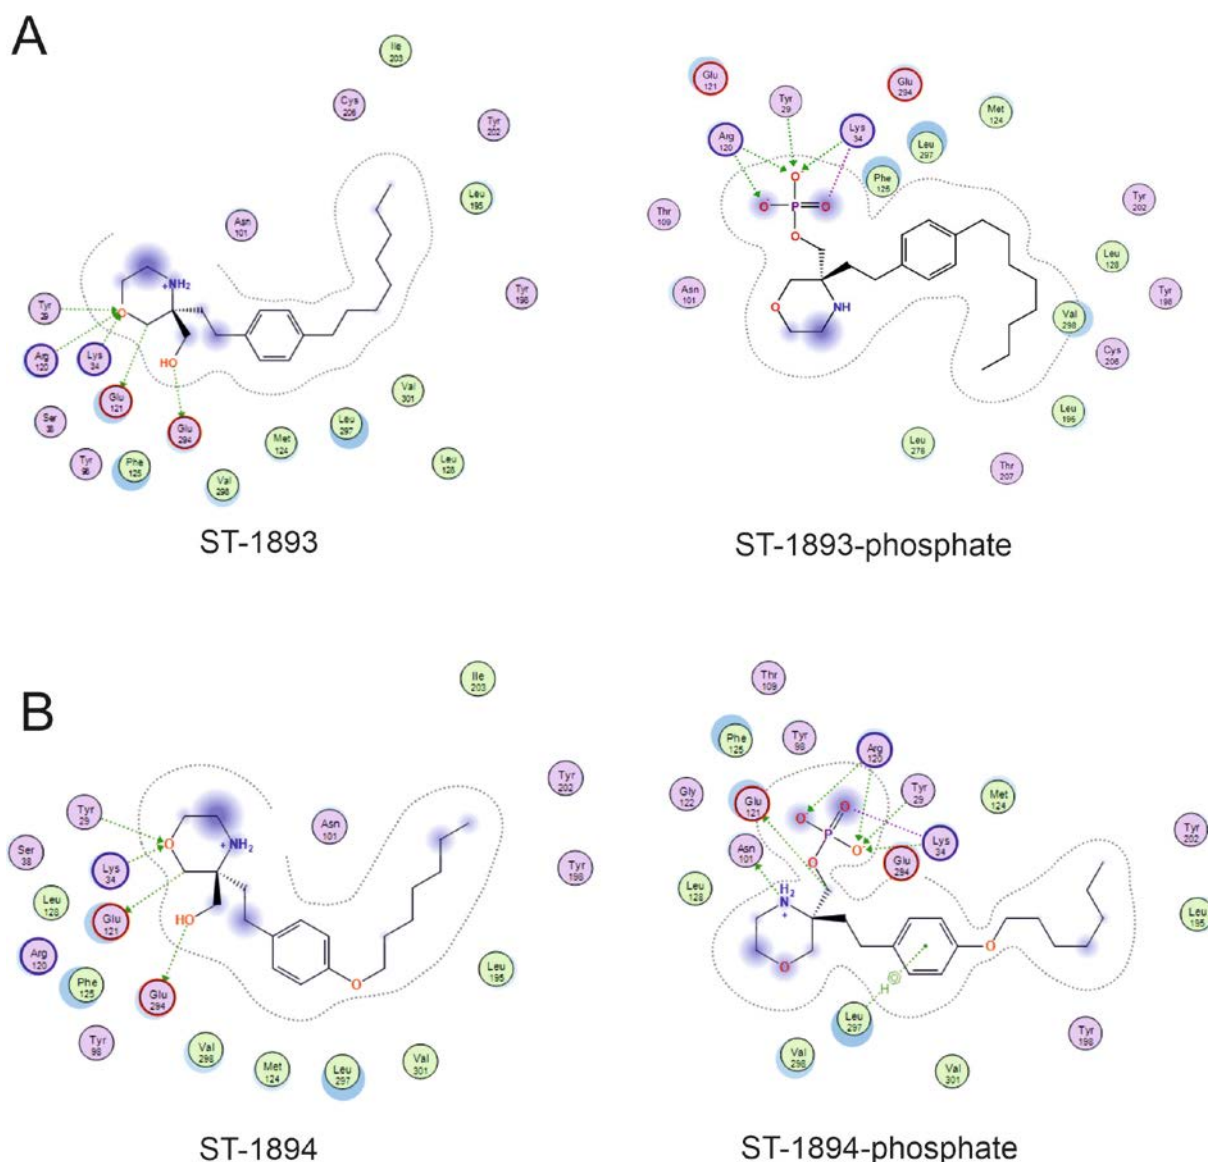 A
Ile
203
Cys
206
Tyr
202
Leu
195
Asn
101
Tyr
198
NH2
+
O
HO
Tyr
29
Arg
120
Lys
34
Glu
121
Glu
294
Ser
38
Tyr
98
Phe
125
Val
298
Met
124
Leu
297
Val
301
Leu
128
ST-1893
Glu
121
Tyr
29
Glu
294
Met
124
Arg
120
Lys
34
Leu
297
Phe
125
O
O- P O
O
Thr
109
Tyr
202
Leu
128
Asn
101
Tyr
198
O NH
Val
298
Cys
206
Leu
195
Leu
276
Thr
207
ST-1893-phosphate
B
Ile
203
Tyr
202
Tyr
29
Asn
101
O
NH2
+
Ser
38
Lys
34
Tyr
198
Leu
128
Glu
121
HO
Arg
120
Phe
125
Leu
195
Glu
294
O
Tyr
98
Val
298
Met
124
Leu
297
Val
301
ST-1894
Thr
109
Phe
125
Tyr
98
Arg
120
Gly
122
Glu
121
Tyr
29
Met
124
O- O
P
O
Asn
101
Lys
34
Tyr
202
Glu
294
O
Leu
128
H2
N
+
Leu
195
O
O
H
Leu
297
Tyr
198
Val
298
Val
301
ST-1894-phosphate